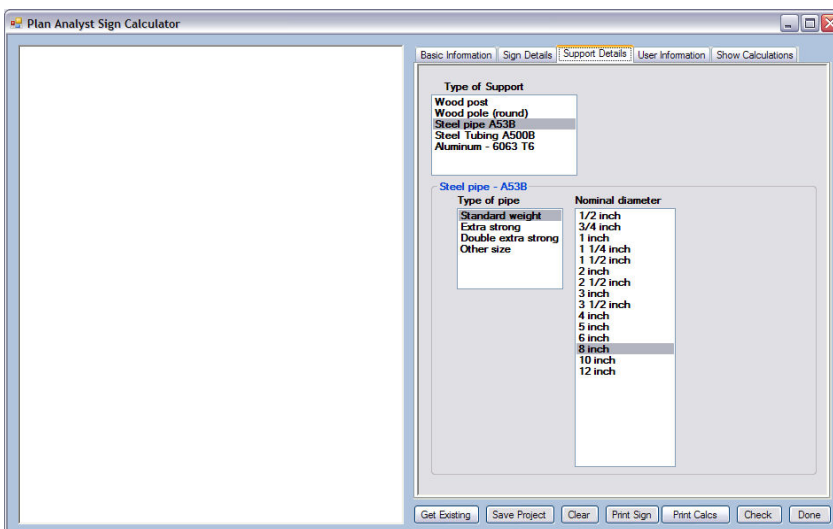 Plan Analyst Sign Calculator
Basic Information Sign Details Support Details User Information Show Calculations
Type of Support
Wood post
Wood pole (round)
Steel pipe A53B
Steel Tubing A500B
Aluminum - 6063 T6
Steel pipe - A53B
Type of pipe
Standard weight
Extra strong
Double extra strong
Other size
Nominal diameter
1/2 inch
3/4 inch
1 inch
1 1/4 inch
1 1/2 inch
2 inch
2 1/2 inch
3 inch
3 1/2 inch
4 inch
5 inch
6 inch
8 inch
10 inch
12 inch
Get Existing Save Project Clear Print Sign Print Calcs Check Done